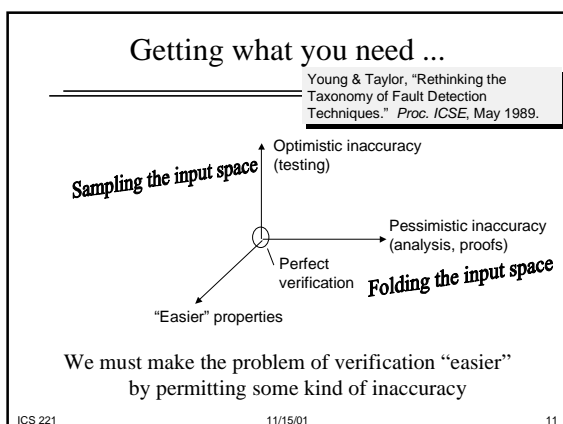 Getting what you need ...
Young & Taylor, “Rethinking the
Taxonomy of Fault Detection
Techniques.” Proc. ICSE, May 1989.
Optimistic inaccuracy
(testing)
Sampling the input space
Pessimistic inaccuracy
(analysis, proofs)
Perfect
verification
Folding the input space
“Easier” properties
We must make the problem of verification “easier”
by permitting some kind of inaccuracy
ICS 221 11/15/01 11